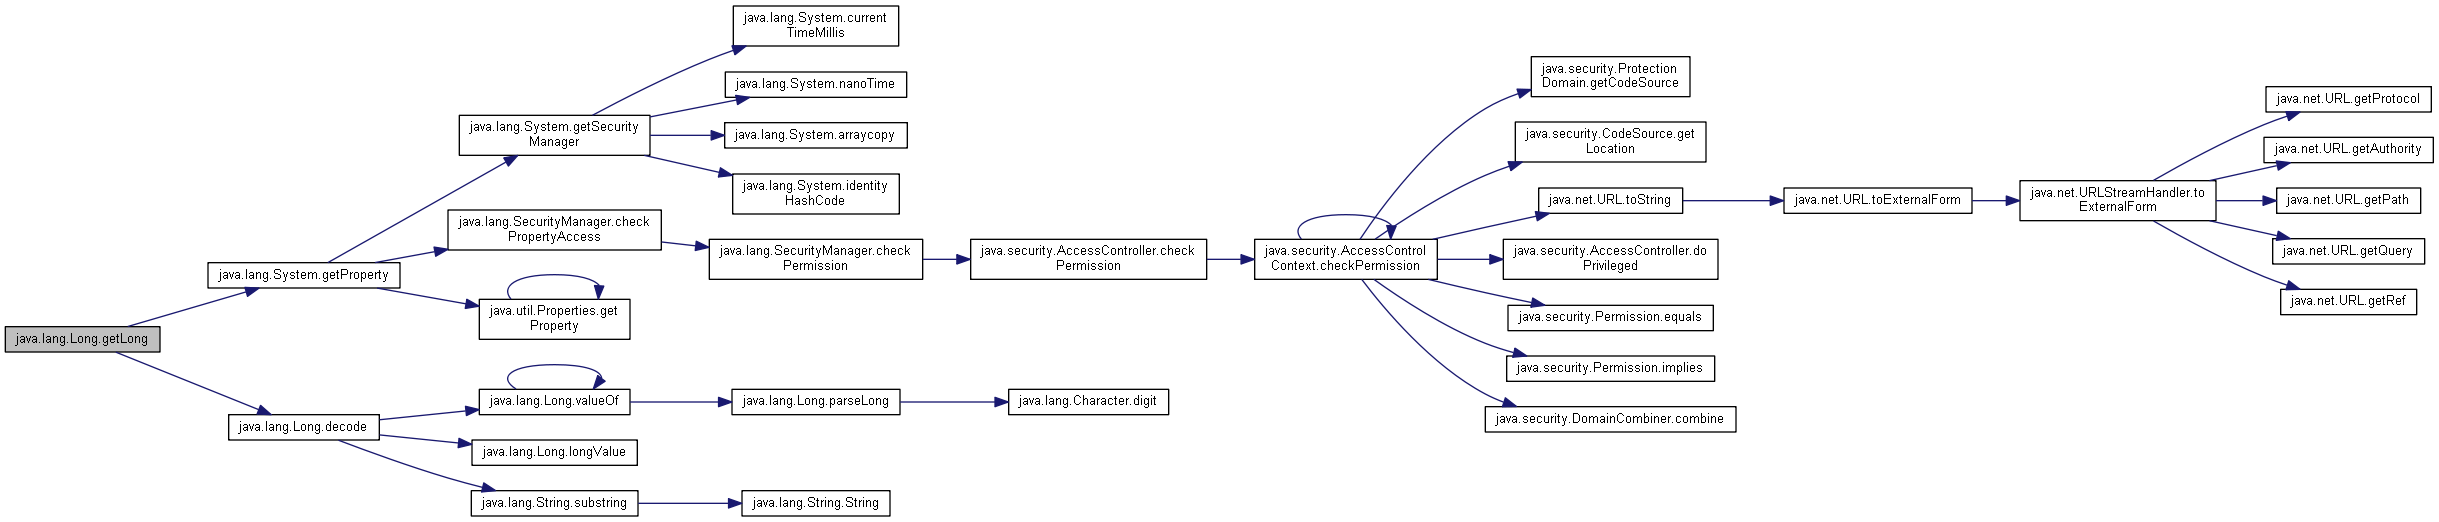 java.lang.Long.getLong
java.lang.System.getProperty
java.lang.Long.decode
java.lang.System.getSecurity
Manager
java.lang.SecurityManager.check
PropertyAccess
java.util.Properties.get
Property
java.lang.Long.valueOf
java.lang.Long.longValue
java.lang.String.substring
java.lang.System.current
TimeMillis
java.lang.System.nanoTime
java.lang.System.arraycopy
java.lang.System.identity
HashCode
java.lang.SecurityManager.check
Permission
java.lang.Long.parseLong
java.lang.String.String
java.security.AccessController.check
Permission
java.lang.Character.digit
java.security.AccessControl
Context.checkPermission
java.security.Protection
Domain.getCodeSource
java.security.CodeSource.get
Location
java.net.URL.toString
java.security.AccessController.do
Privileged
java.security.Permission.equals
java.security.Permission.implies
java.security.DomainCombiner.combine
java.net.URL.toExternalForm
java.net.URLStreamHandler.to
ExternalForm
java.net.URL.getProtocol
java.net.URL.getAuthority
java.net.URL.getPath
java.net.URL.getQuery
java.net.URL.getRef